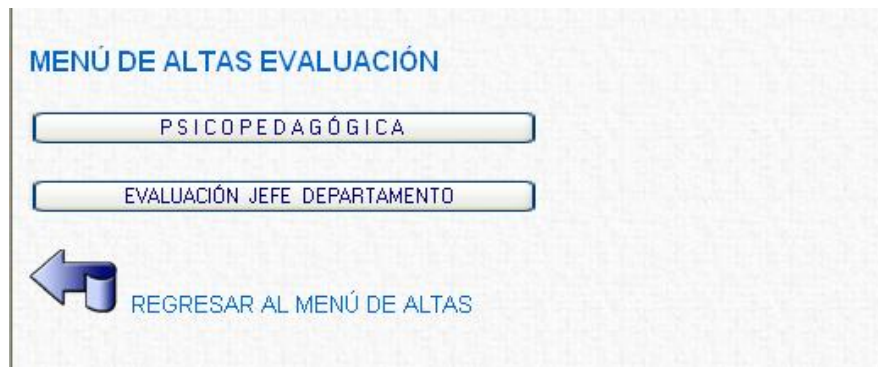 MENÚ DE ALTAS EVALUACIÓN
PSICOPEDAGÓGICA
EVALUACIÓN JEFE DEPARTAMENTO
REGRESAR AL MENÚ DE ALTAS